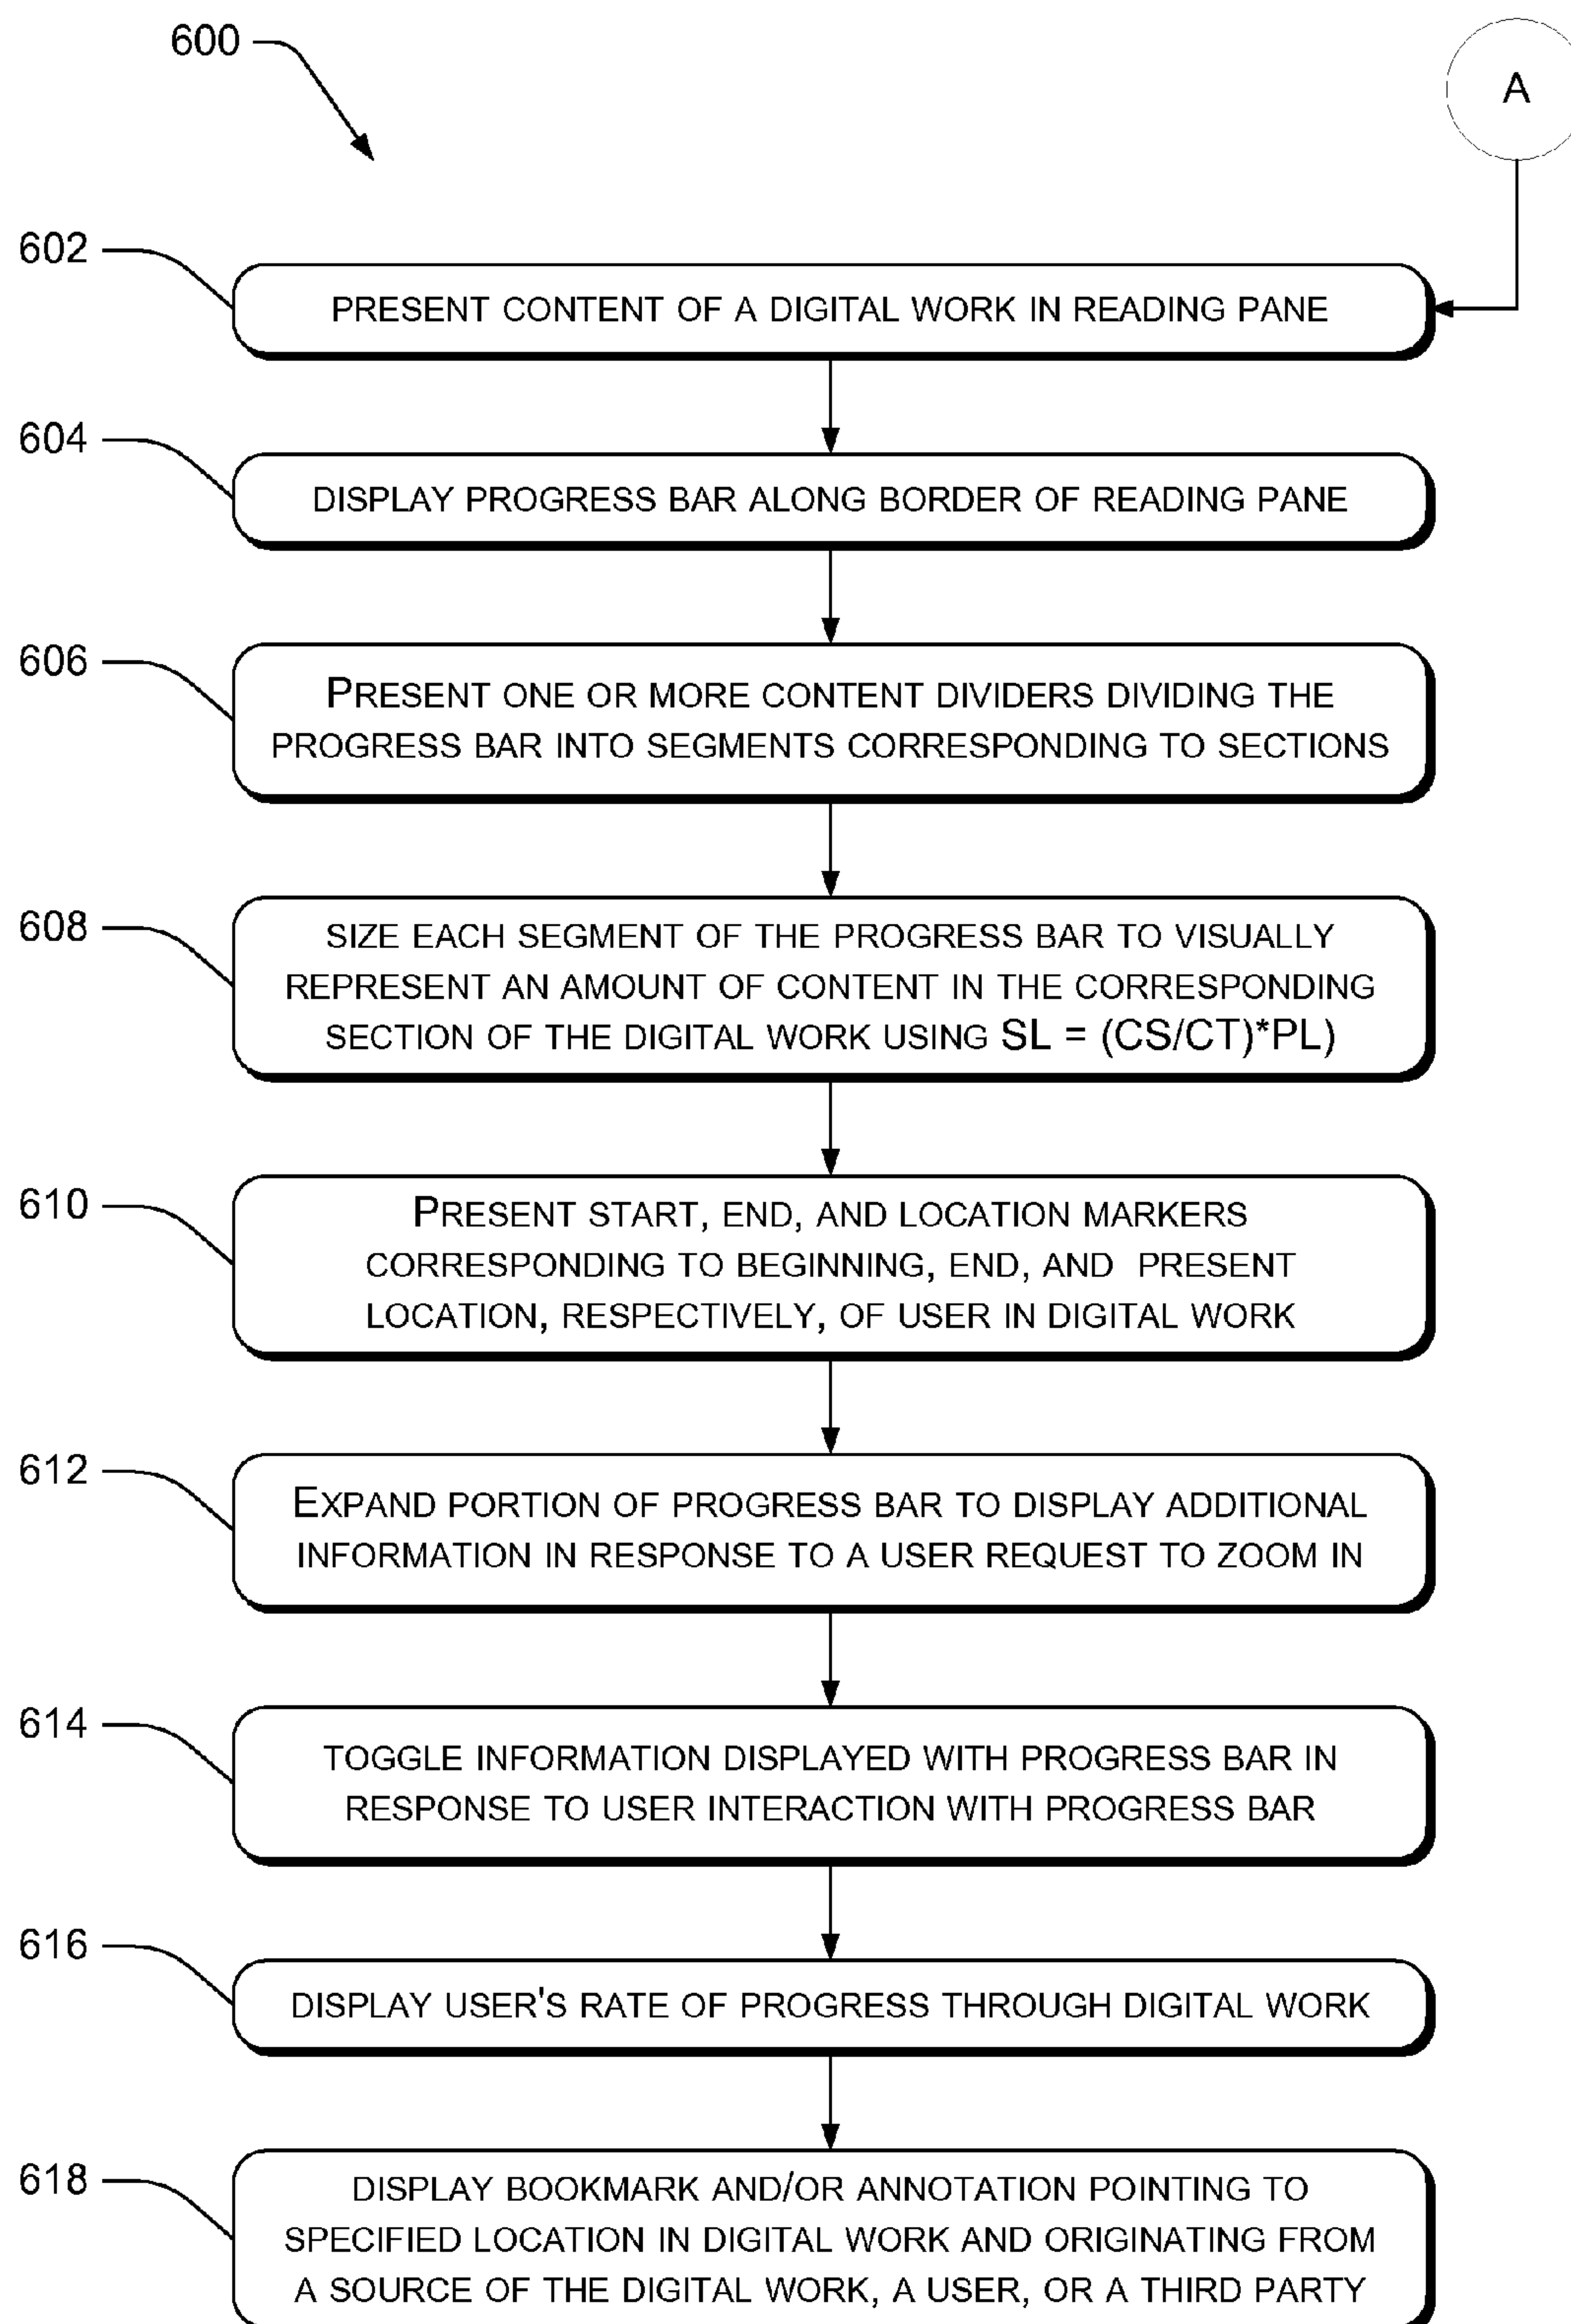 600
A
602
PRESENT CONTENT OF A DIGITAL WORK IN READING PANE
604
DISPLAY PROGRESS BAR ALONG BORDER OF READING PANE
606
PRESENT ONE OR MORE CONTENT DIVIDERS DIVIDING THE
PROGRESS BAR INTO SEGMENTS CORRESPONDING TO SECTIONS
608
SIZE EACH SEGMENT OF THE PROGRESS BAR TO VISUALLY
REPRESENT AN AMOUNT OF CONTENT IN THE CORRESPONDING
SECTION OF THE DIGITAL WORK USING SL = (CS/CT)*PL)
610
PRESENT START, END, AND LOCATION MARKERS
CORRESPONDING TO BEGINNING, END, AND PRESENT
LOCATION, RESPECTIVELY, OF USER IN DIGITAL WORK
612
EXPAND PORTION OF PROGRESS BAR TO DISPLAY ADDITIONAL
INFORMATION IN RESPONSE TO A USER REQUEST TO ZOOM IN
614
TOGGLE INFORMATION DISPLAYED WITH PROGRESS BAR IN
RESPONSE TO USER INTERACTION WITH PROGRESS BAR
616
DISPLAY USER'S RATE OF PROGRESS THROUGH DIGITAL WORK
618
DISPLAY BOOKMARK AND/OR ANNOTATION POINTING TO
SPECIFIED LOCATION IN DIGITAL WORK AND ORIGINATING FROM
A SOURCE OF THE DIGITAL WORK, A USER, OR A THIRD PARTY